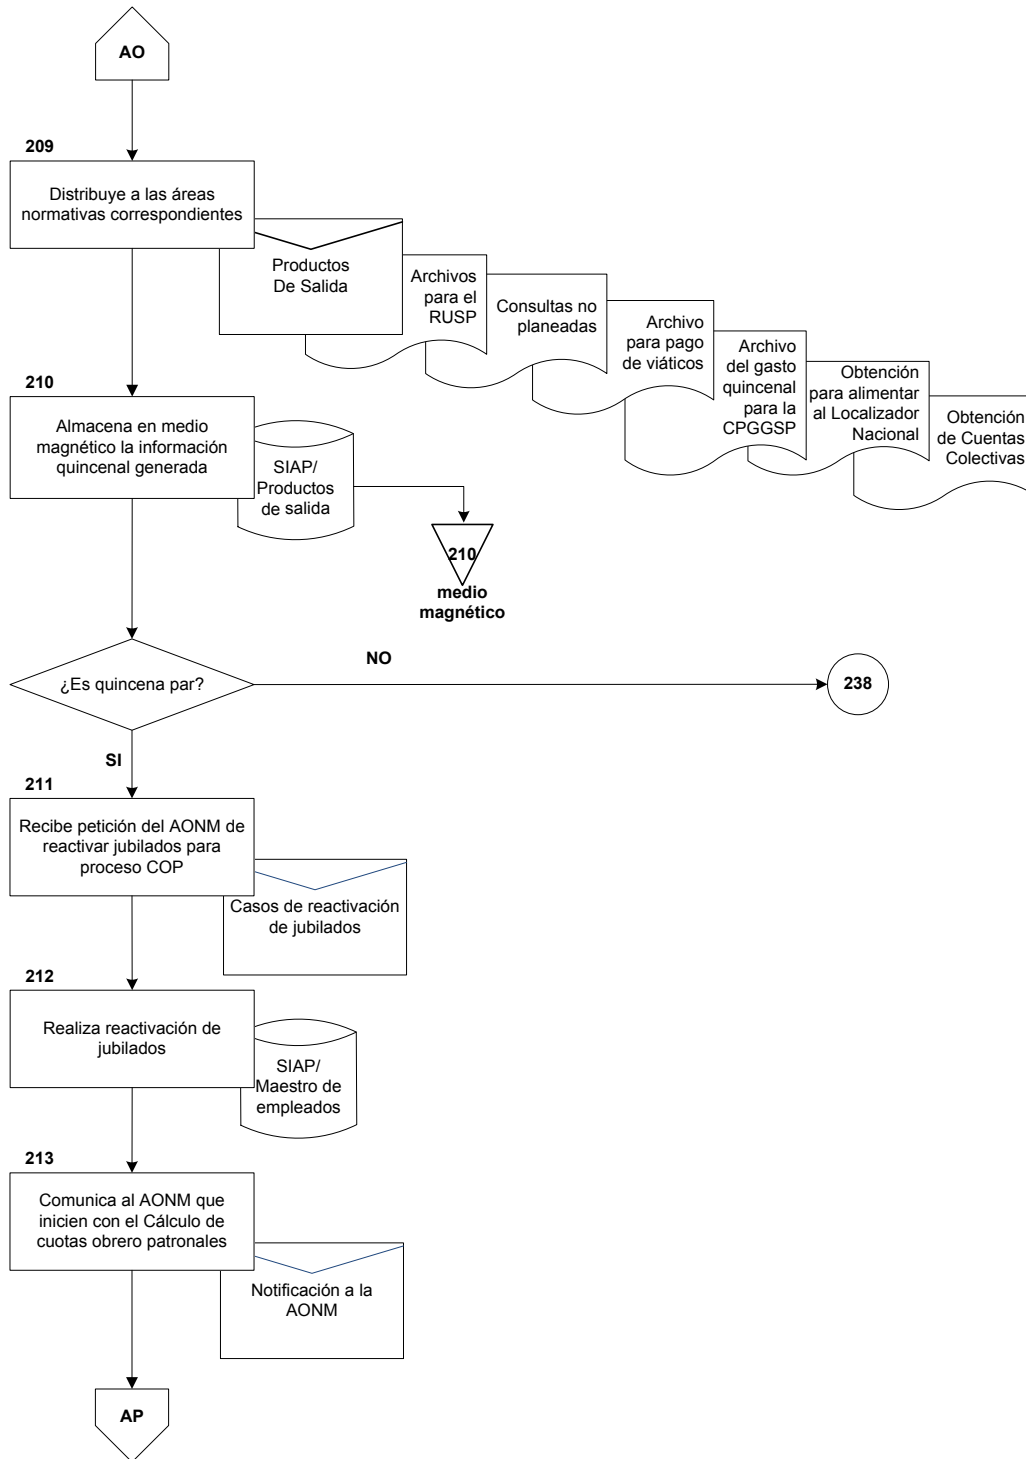 AO
209
Distribuye a las áreas
normativas correspondientes
Productos
De Salida
Archivos
para el
RUSP
Consultas no
planeadas
Archivo
para pago
de viáticos
Archivo
del gasto
quincenal
para la
CPGGSP
Obtención
para alimentar
al Localizador
Nacional
Obtención
de Cuentas
Colectivas
210
Almacena en medio
magnético la información
quincenal generada
SIAP/
Productos
de salida
210
medio
magnético
¿Es quincena par?
NO
238
SI
211
Recibe petición del AONM de
reactivar jubilados para
proceso COP
Casos de reactivación
de jubilados
212
Realiza reactivación de
jubilados
SIAP/
Maestro de
empleados
213
Comunica al AONM que
inicien con el Cálculo de
cuotas obrero patronales
Notificación a la
AONM
AP